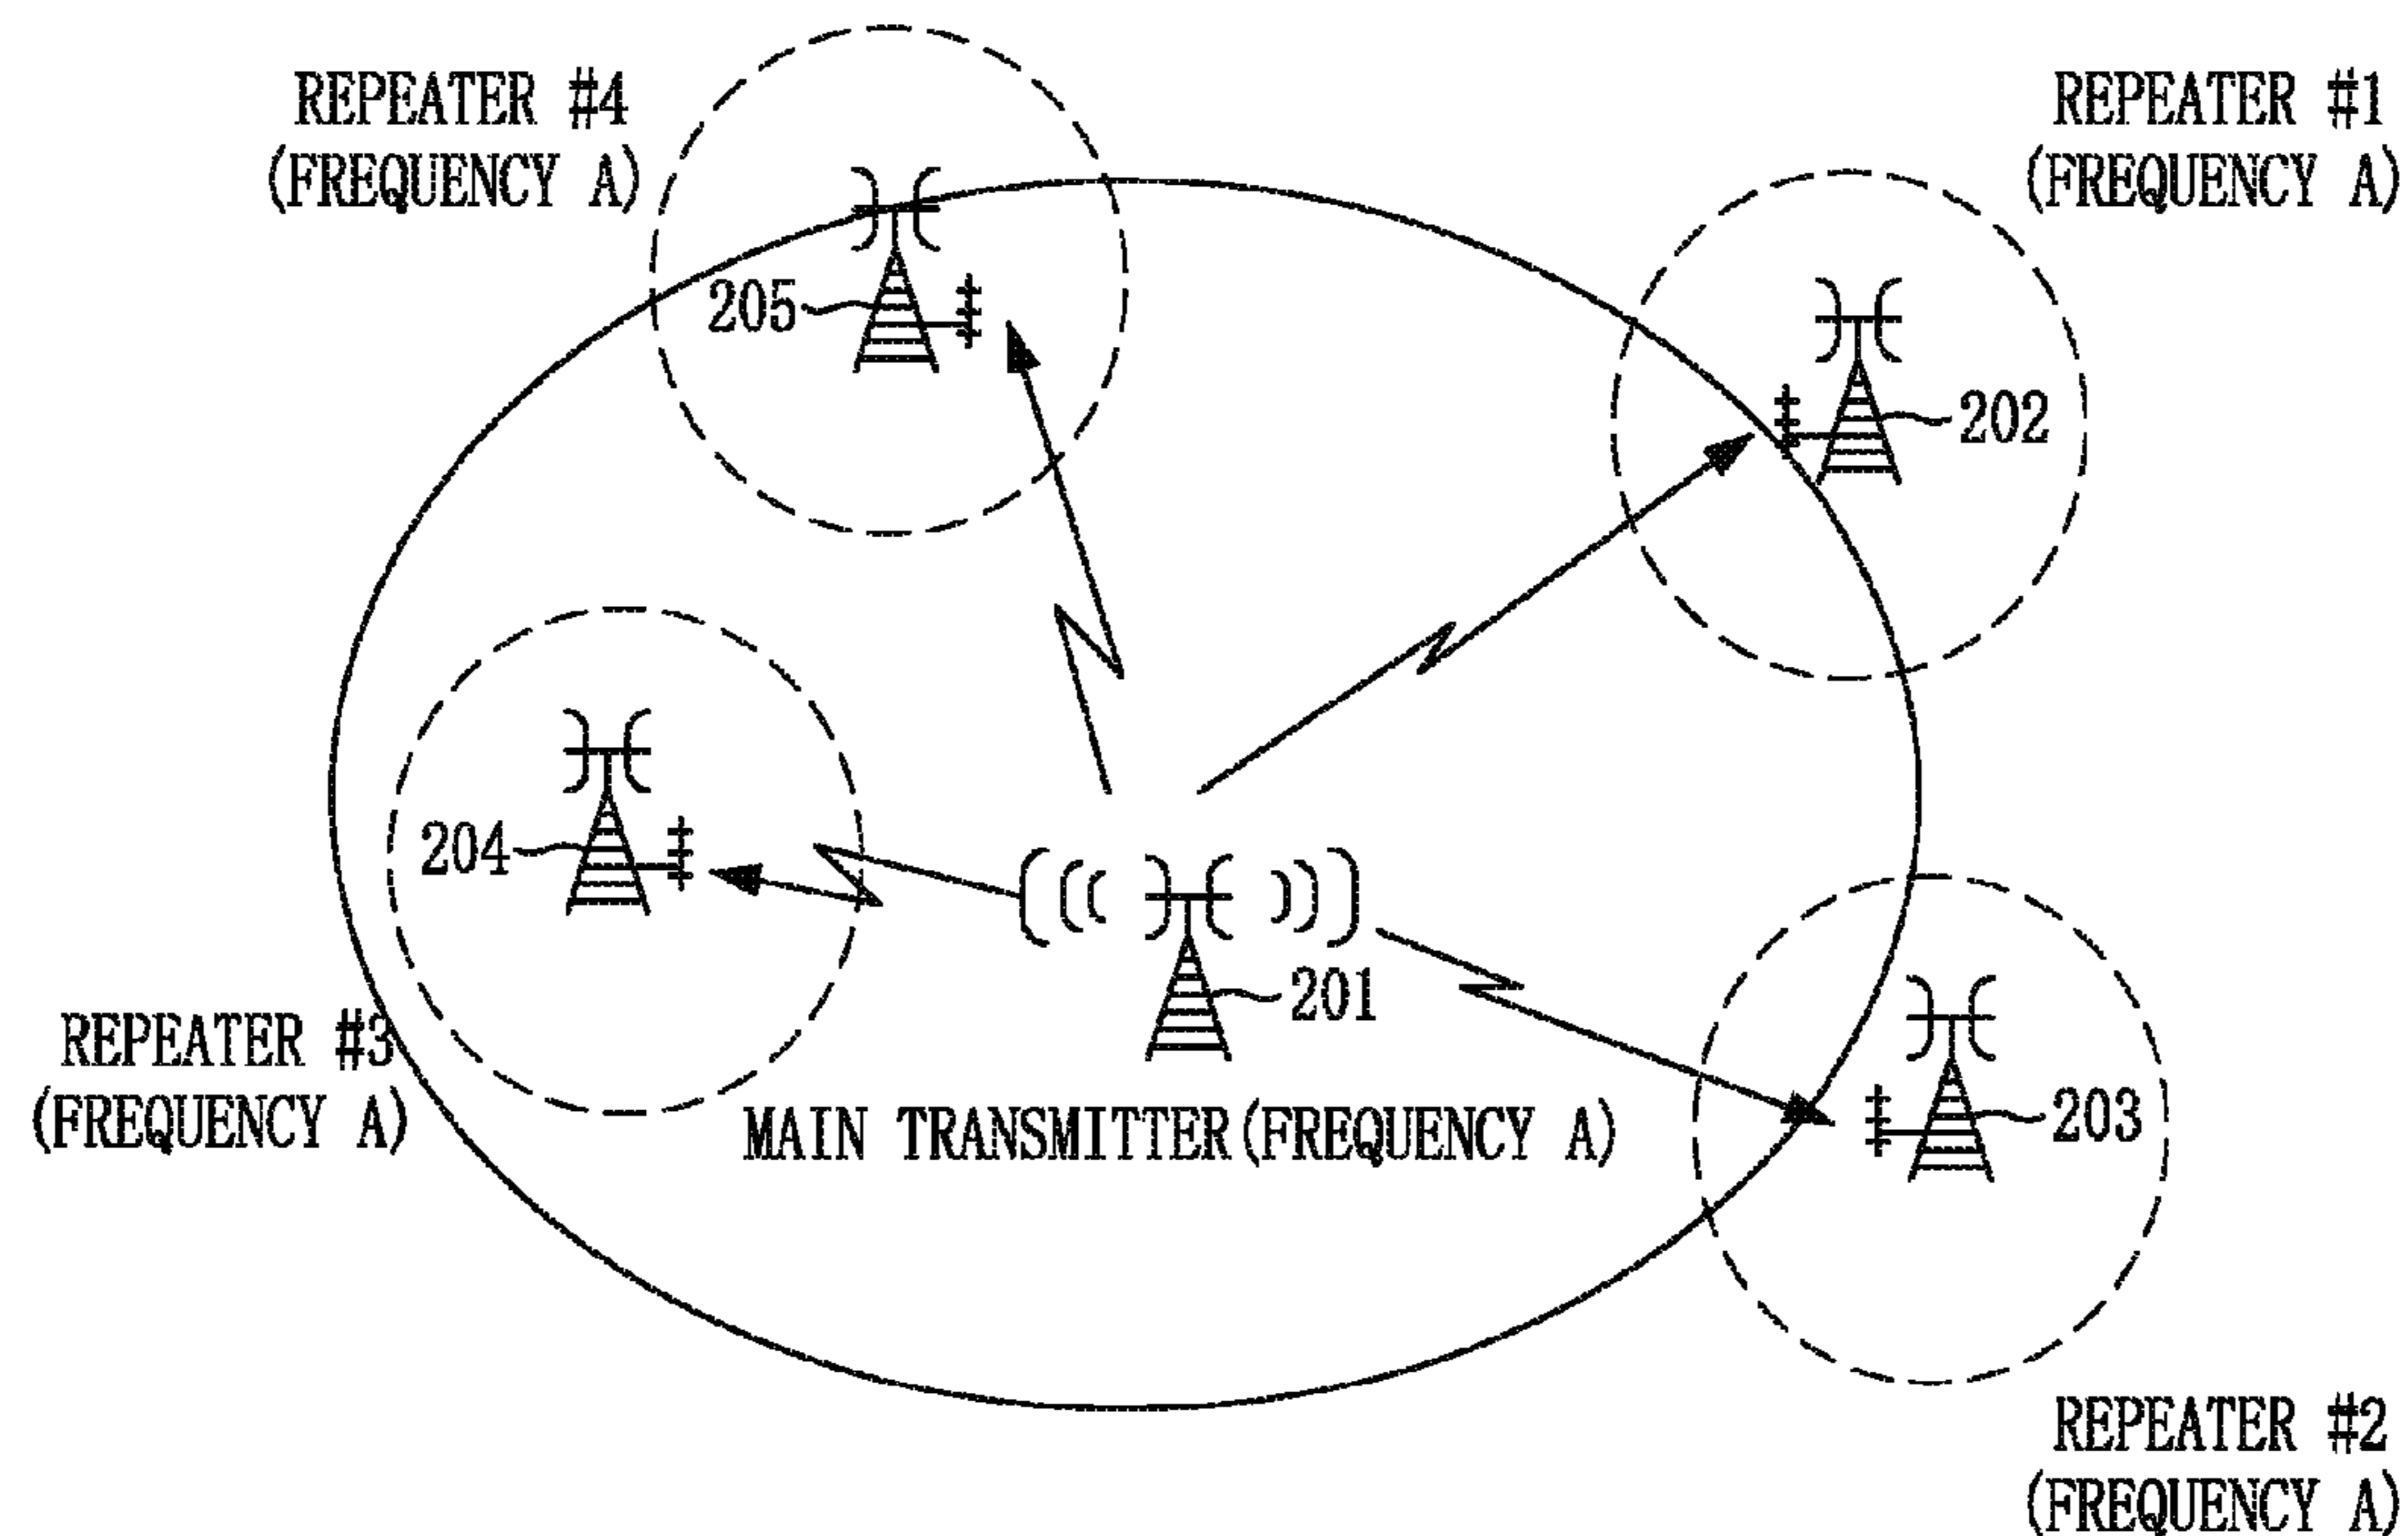 REPEATER #4
(FREQUENCY A)
REPEATER #1
(FREQUENCY A)
205
202
204
201
203
REPEATER #3
(FREQUENCY A)
MAIN TRANSMITTER(FREQUENCY A)
REPEATER #2
(FREQUENCY A)